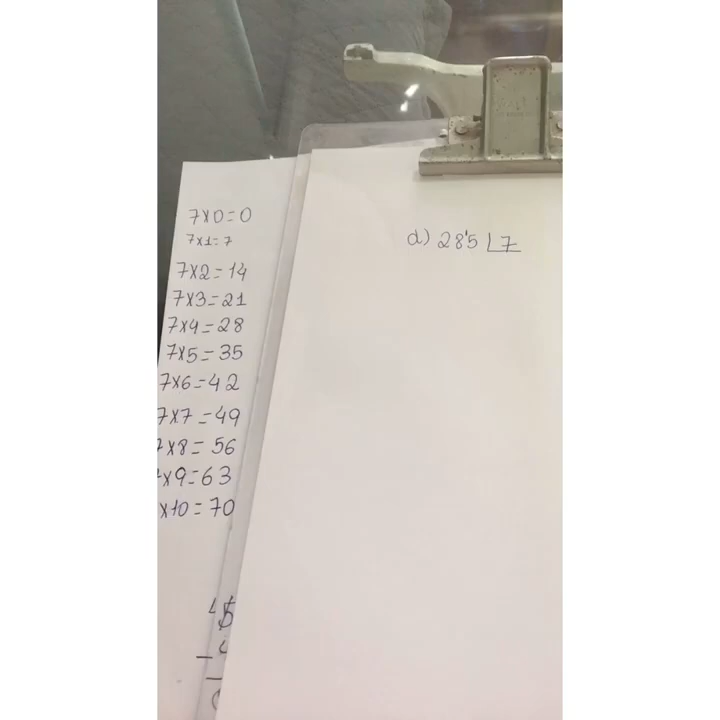 7x0=0
7x1=7
7x2=14
7x3=21
7x4=28
7x5=35
7x6=42
7x7=49
7x8=56
x9=63
x10=70
d) 28'5 7